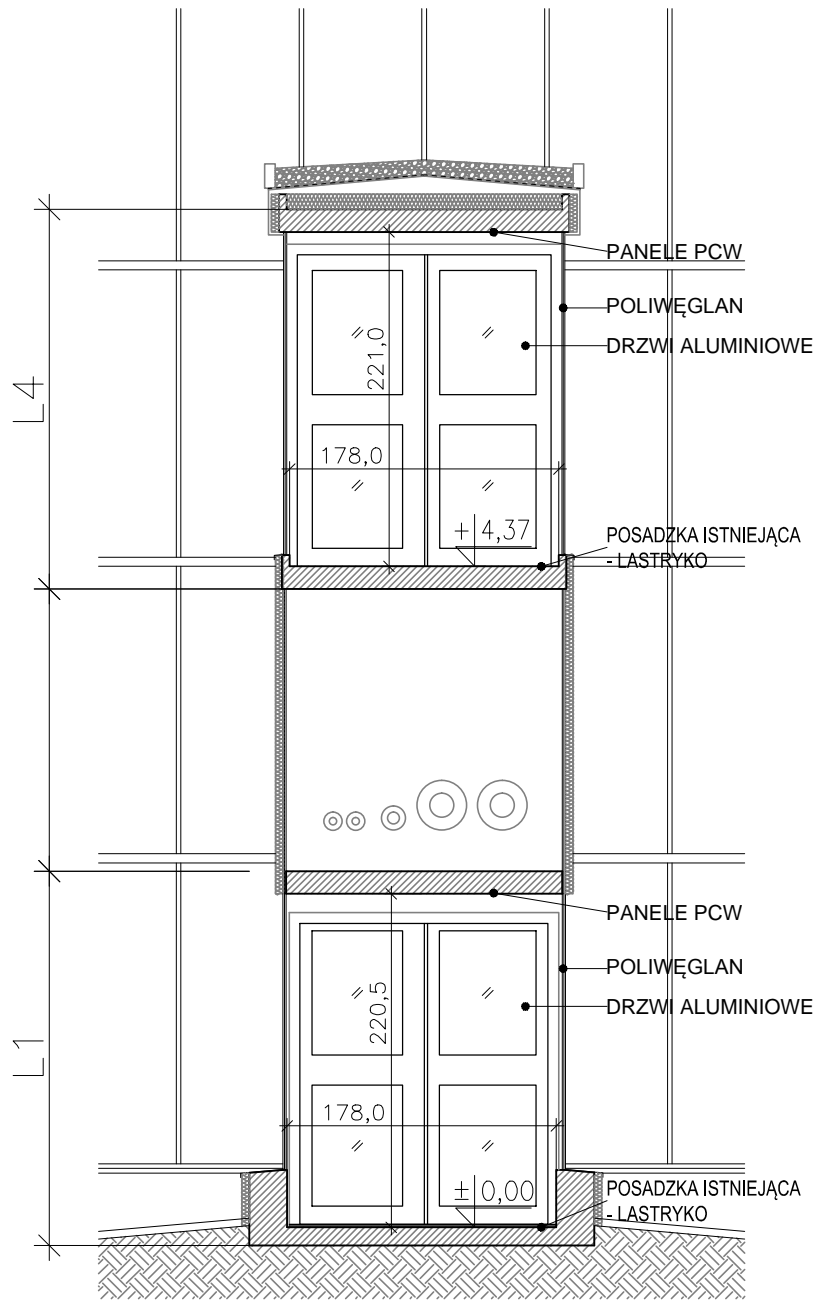 PANELE PCW
POLIWĘGLAN
DRZWI ALUMINIOWE
221,0
L4
178,0
+ 4,37
POSADZKA ISTNIEJĄCA
- LASTRYKO
PANELE PCW
POLIWĘGLAN
DRZWI ALUMINIOWE
220,5
L1
178,0
± 0,00
POSADZKA ISTNIEJĄCA
- LASTRYKO